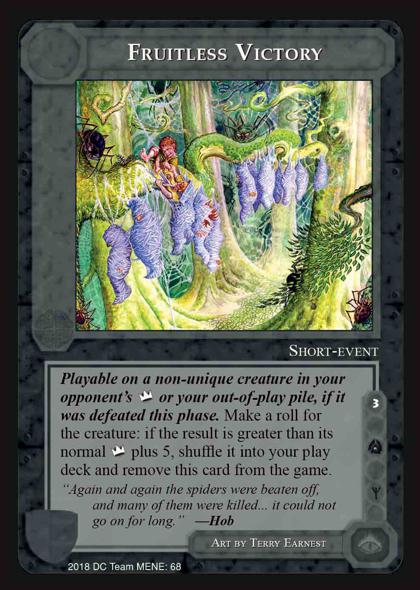 Fruitless Victory
Short-event
Playable on a non-unique creature in your
opponent's or your out-of-play pile, if it
was defeated this phase. Make a roll for
the creature: if the result is greater than its
normal plus 5, shuffle it into your play
deck and remove this card from the game.
"Again and again the spiders were beaten off,
and many of them were killed... it could not
go on for long." —Hob
3
Art by Terry Earnest
2018 DC Team MENE: 68